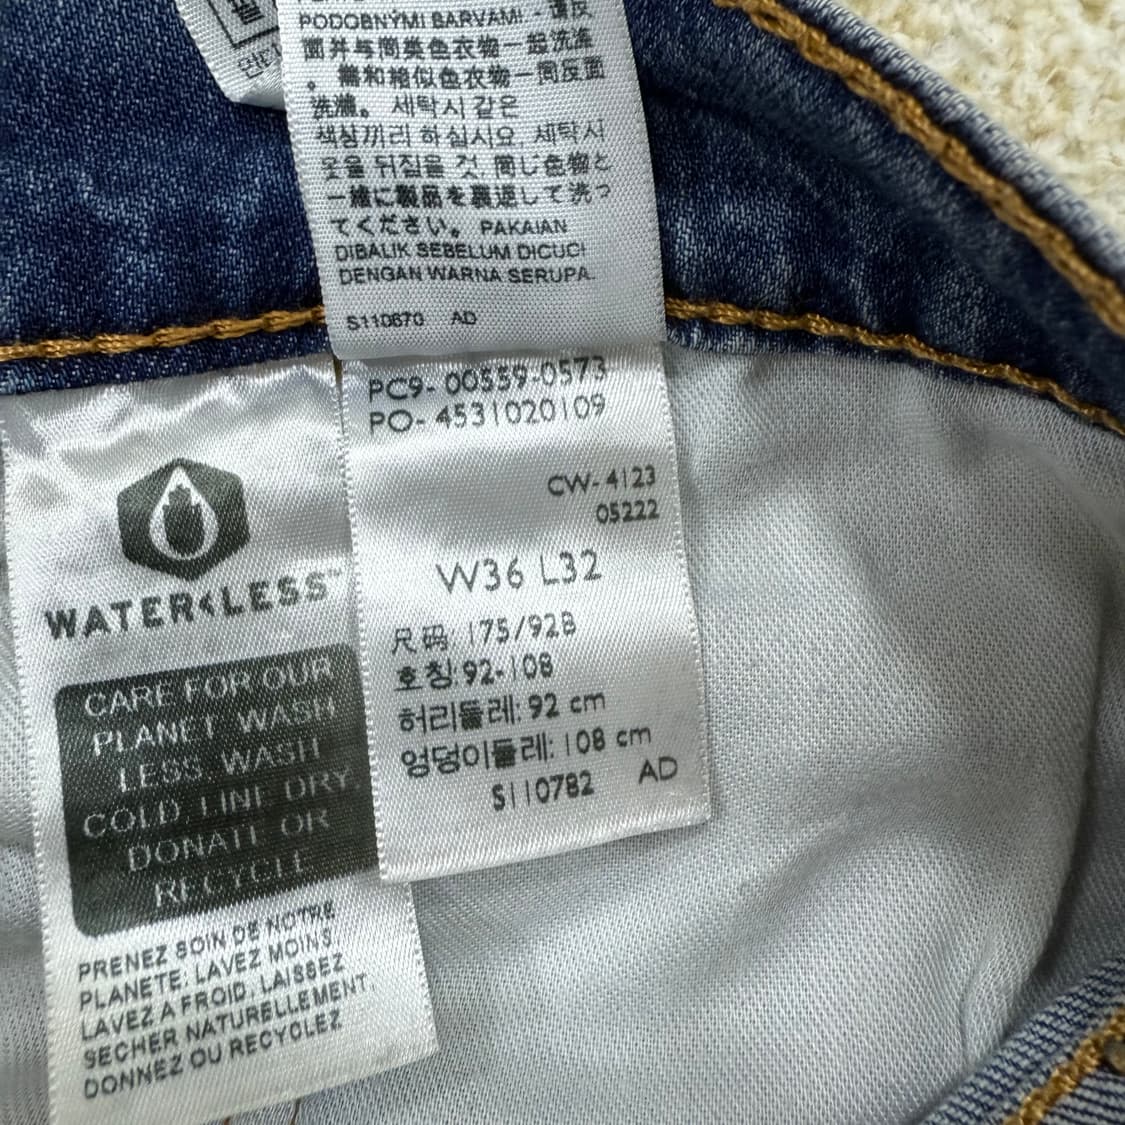 PODOBNÝMI BARVAMI - 請反
面并与同类色衣物一起洗滌
。請和相似色衣物一同反面
洗滌。 세탁시 같은
색상끼리 하십시오. 세탁시
옷을 뒤집을 것. 同じ色物と
一緒に製品を裏返して洗っ
てください。 PAKAIAN
DIBALIK SEBELUM DICUCI
DENGAN WARNA SERUPA.
S110670 AD
PC9- 00559-0573
PO- 4531020109
CW- 4123
05222
W36 L32
尺码: 175/92B
호칭:92-108
허리둘레: 92 cm
엉덩이둘레: 108 cm
S110782 AD
WATER<LESS™
CARE FOR OUR
PLANET: WASH
LESS, WASH
COLD, LINE DRY,
DONATE OR
RECYCLE
PRENEZ SOIN DE NOTRE
PLANETE: LAVEZ MOINS,
LAVEZ A FROID, LAISSEZ
SECHER NATURELLEMENT,
DONNEZ OU RECYCLEZ